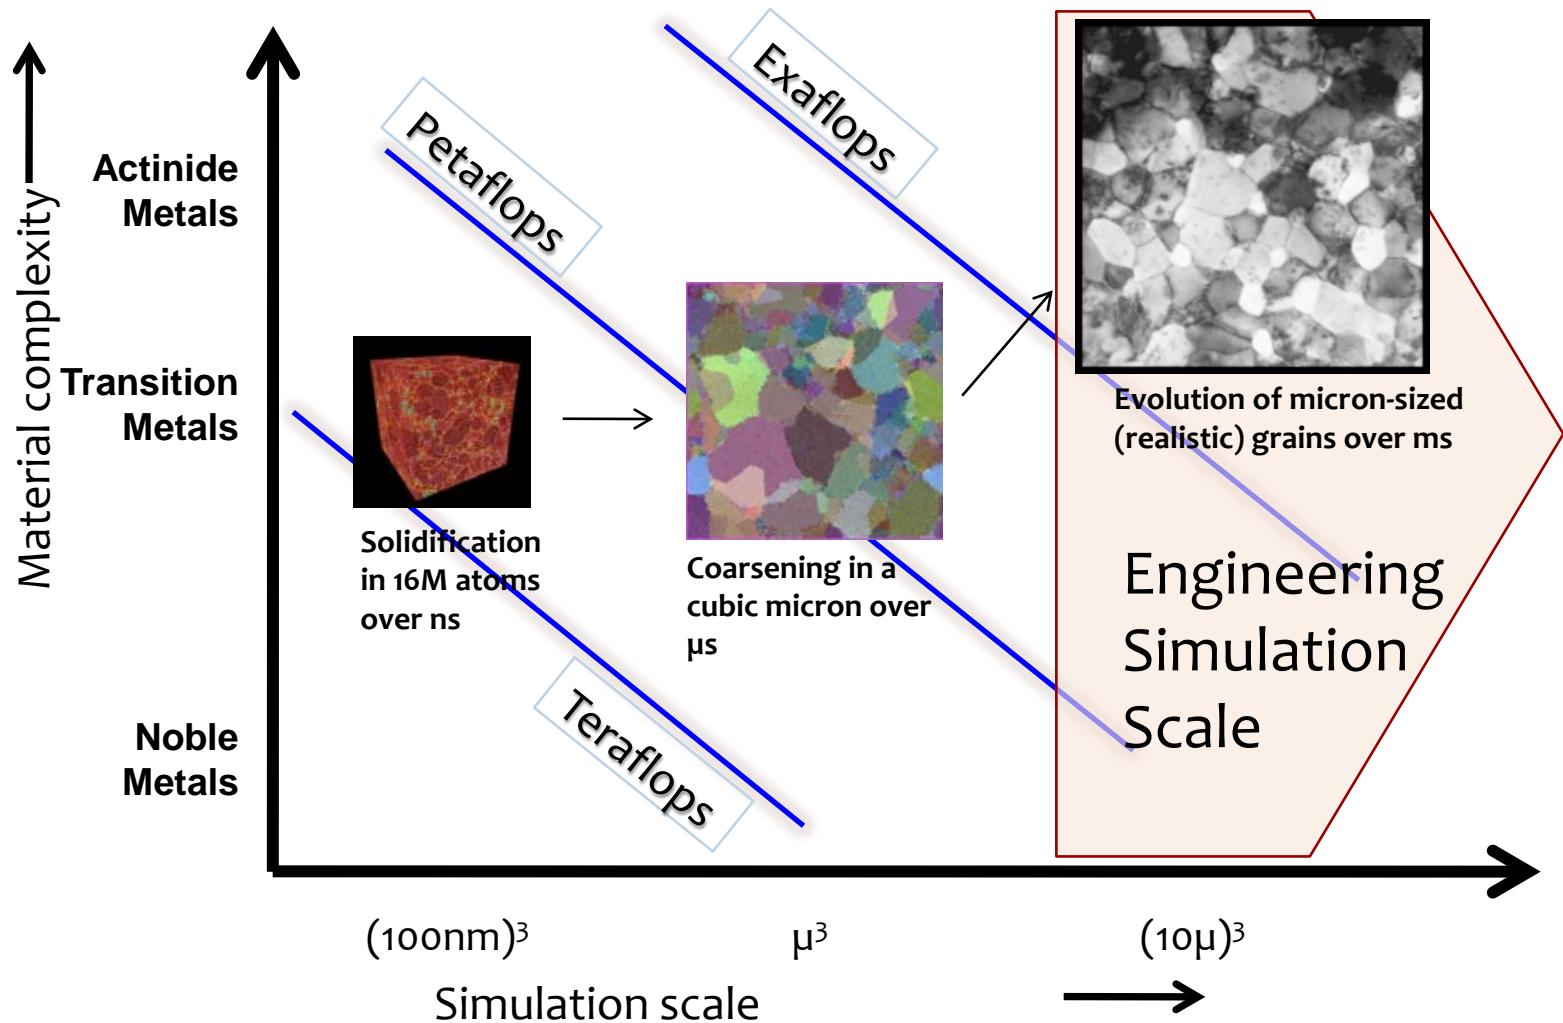 Material complexity
Actinide
Metals
Transition
Metals
Noble
Metals
Petaflops
Exaflops
Teraflops
Solidification
in 16M atoms
over ns
Coarsening in a
cubic micron over
μs
Evolution of micron-sized
(realistic) grains over ms
Engineering
Simulation
Scale
(100nm)³
μ³
(10μ)³
Simulation scale